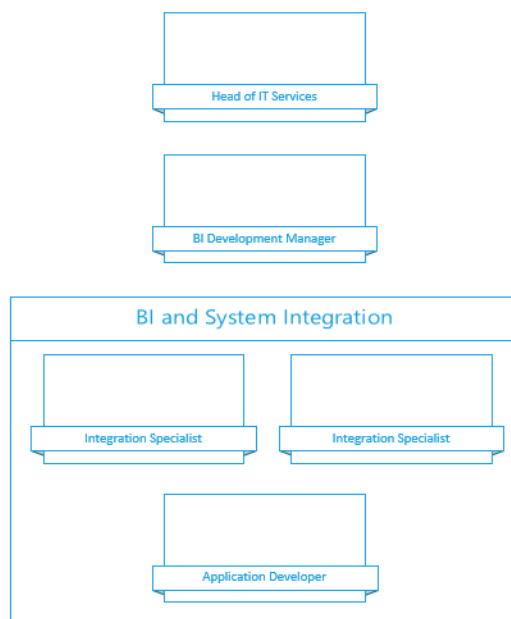 Head of IT Services
BI Development Manager
BI and System Integration
Integration Specialist
Integration Specialist
Application Developer